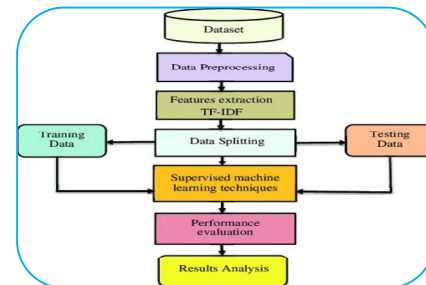 Dataset
Data Preprocessing
Features extraction
TF-IDF
Training
Data
Data Splitting
Testing
Data
Supervised machine
learning techniques
Performance
evaluation
Results Analysis